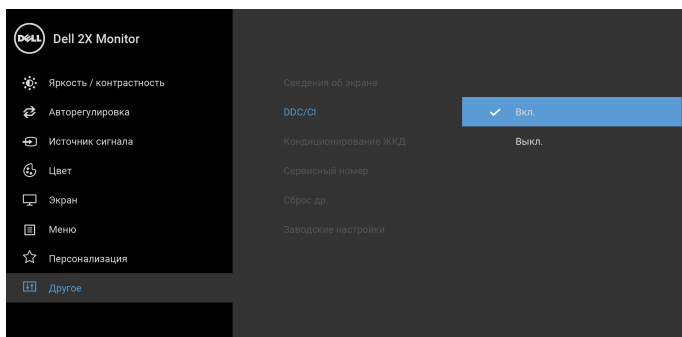 DELL
Dell 2X Monitor
Яркость / контрастность
Авторегулировка
Источник сигнала
Цвет
Экран
Меню
Персонализация
Другое
Сведения об экране
DDC/CI
Кондиционирование ЖКД
Сервисный номер
Сброс др.
Заводские настройки
Вкл.
Выкл.